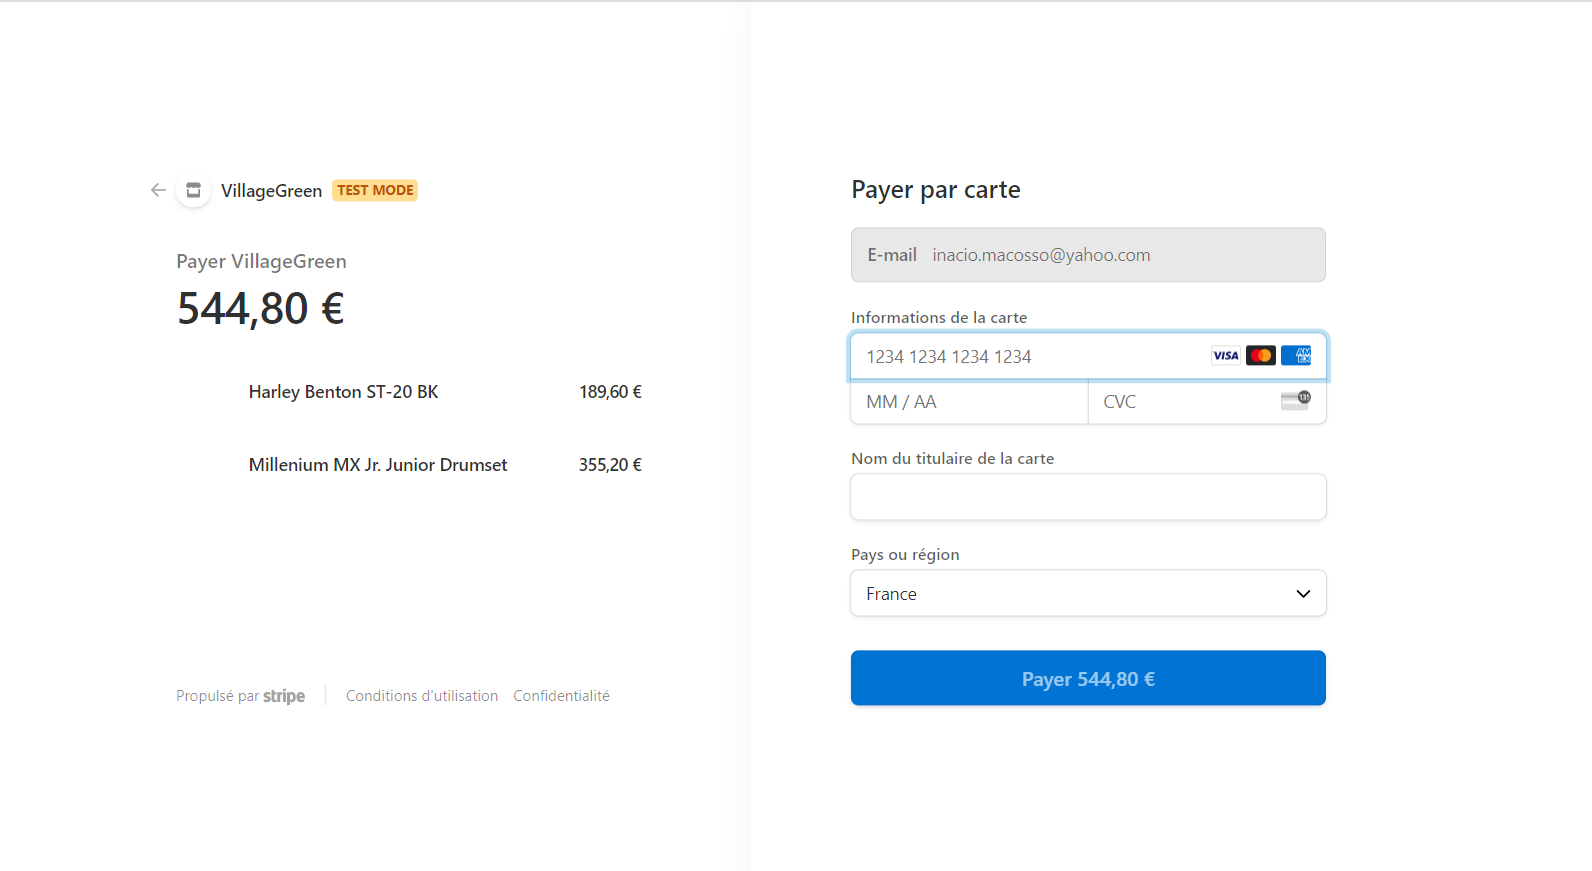 VillageGreen TEST MODE
Payer VillageGreen
544,80 €
Harley Benton ST-20 BK 189,60 €
Millenium MX Jr. Junior Drumset 355,20 €
Propulsé par stripe Conditions d'utilisation Confidentialité
Payer par carte
E-mail inacio.macosso@yahoo.com
Informations de la carte
1234 1234 1234 1234 VISA AMEX
MM / AA CVC 135
Nom du titulaire de la carte
Pays ou région
France
Payer 544,80 €